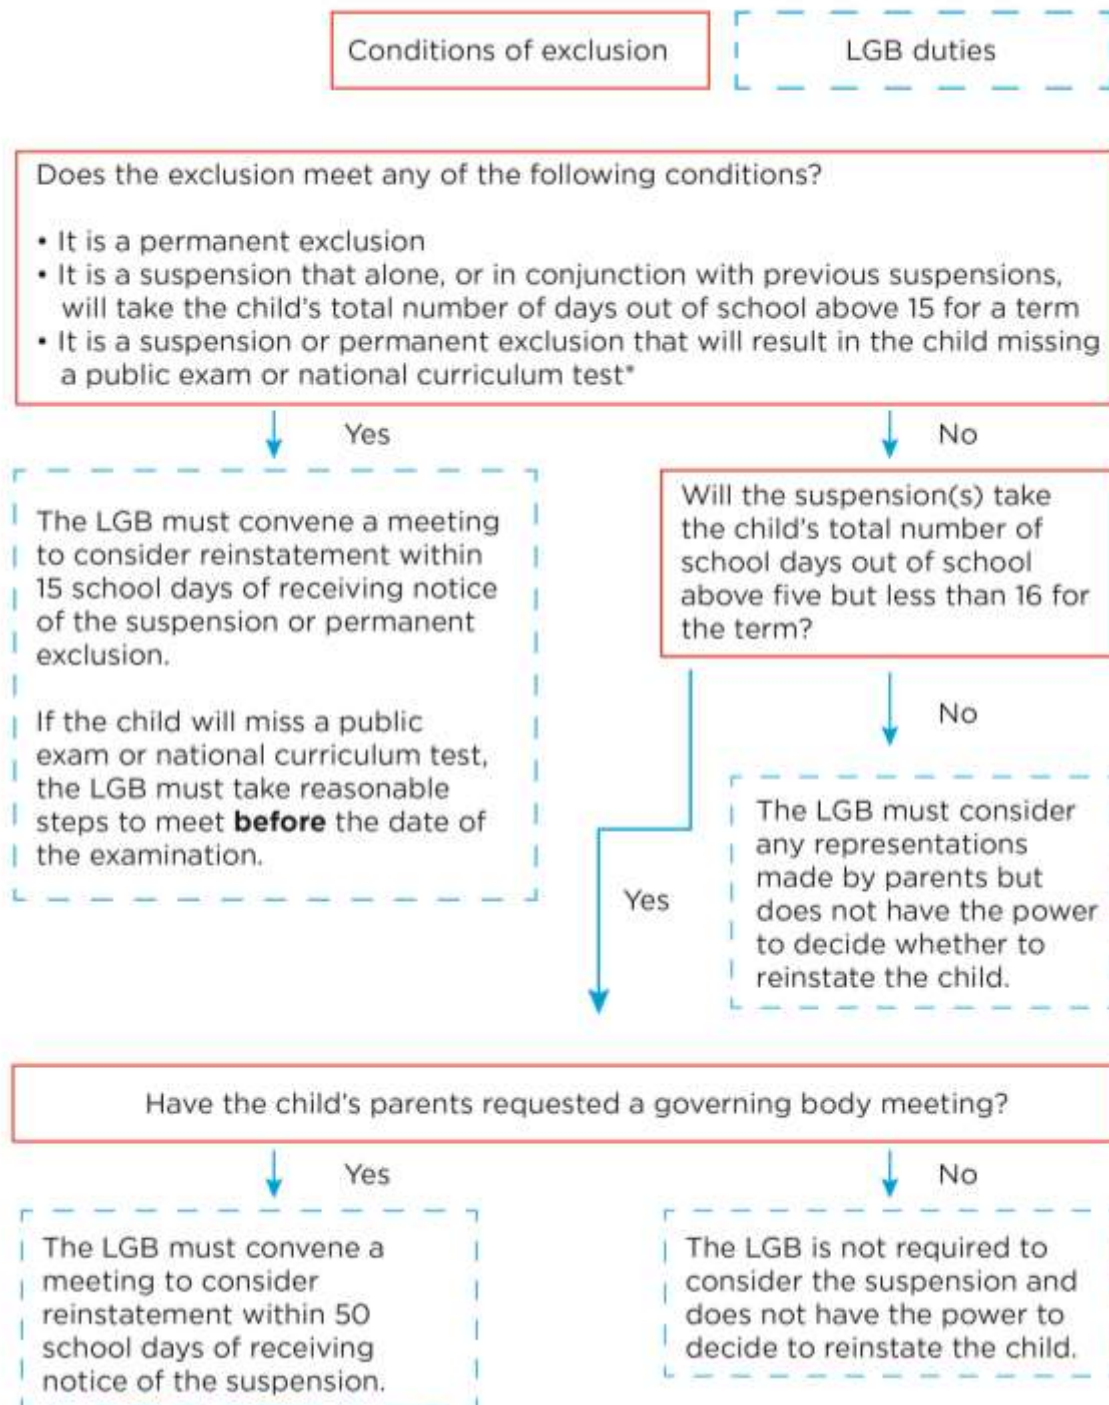 Conditions of exclusion
LGB duties
Does the exclusion meet any of the following conditions?
• It is a permanent exclusion
• It is a suspension that alone, or in conjunction with previous suspensions,
will take the child's total number of days out of school above 15 for a term
• It is a suspension or permanent exclusion that will result in the child missing
a public exam or national curriculum test*
Yes
No
The LGB must convene a meeting
to consider reinstatement within
15 school days of receiving notice
of the suspension or permanent
exclusion.
If the child will miss a public
exam or national curriculum test,
the LGB must take reasonable
steps to meet before the date of
the examination.
Will the suspension(s) take
the child's total number of
school days out of school
above five but less than 16 for
the term?
No
Yes
The LGB must consider
any representations
made by parents but
does not have the power
to decide whether to
reinstate the child.
Have the child's parents requested a governing body meeting?
Yes
No
The LGB must convene a
meeting to consider
reinstatement within 50
school days of receiving
notice of the suspension.
The LGB is not required to
consider the suspension and
does not have the power to
decide to reinstate the child.